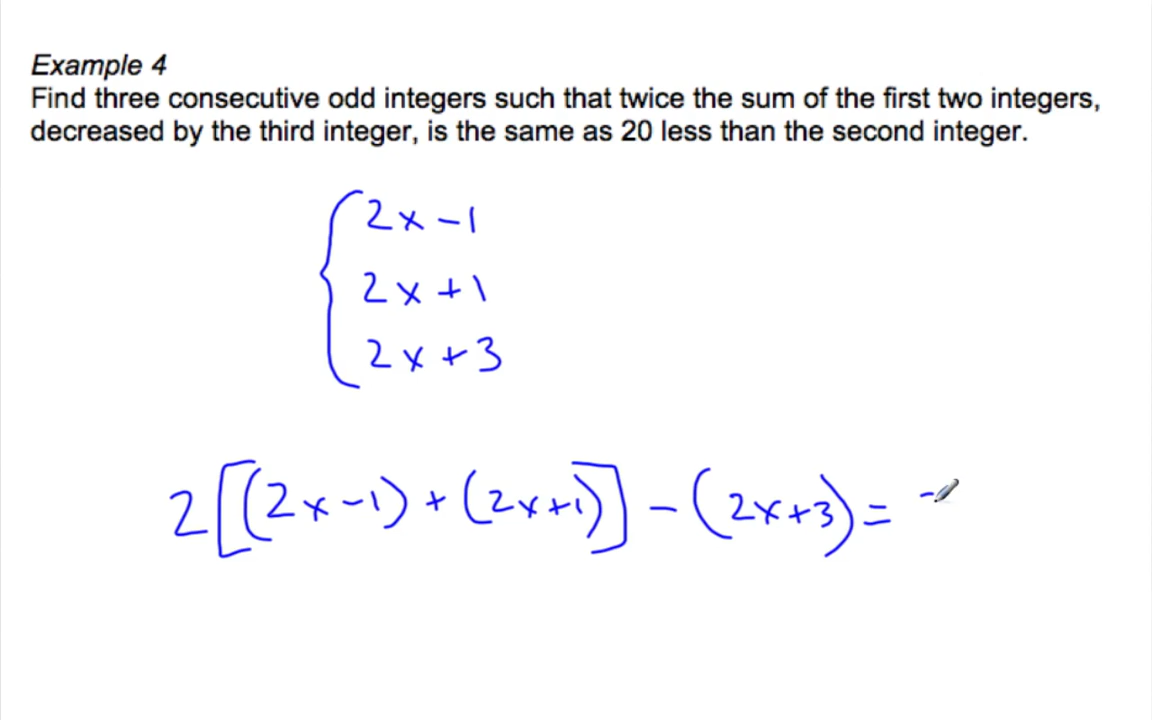 Example 4
Find three consecutive odd integers such that twice the sum of the first two integers,
decreased by the third integer, is the same as 20 less than the second integer.
2x - 1
2x + 1
2x + 3
2[(2x-1) + (2x+1)] - (2x+3) =